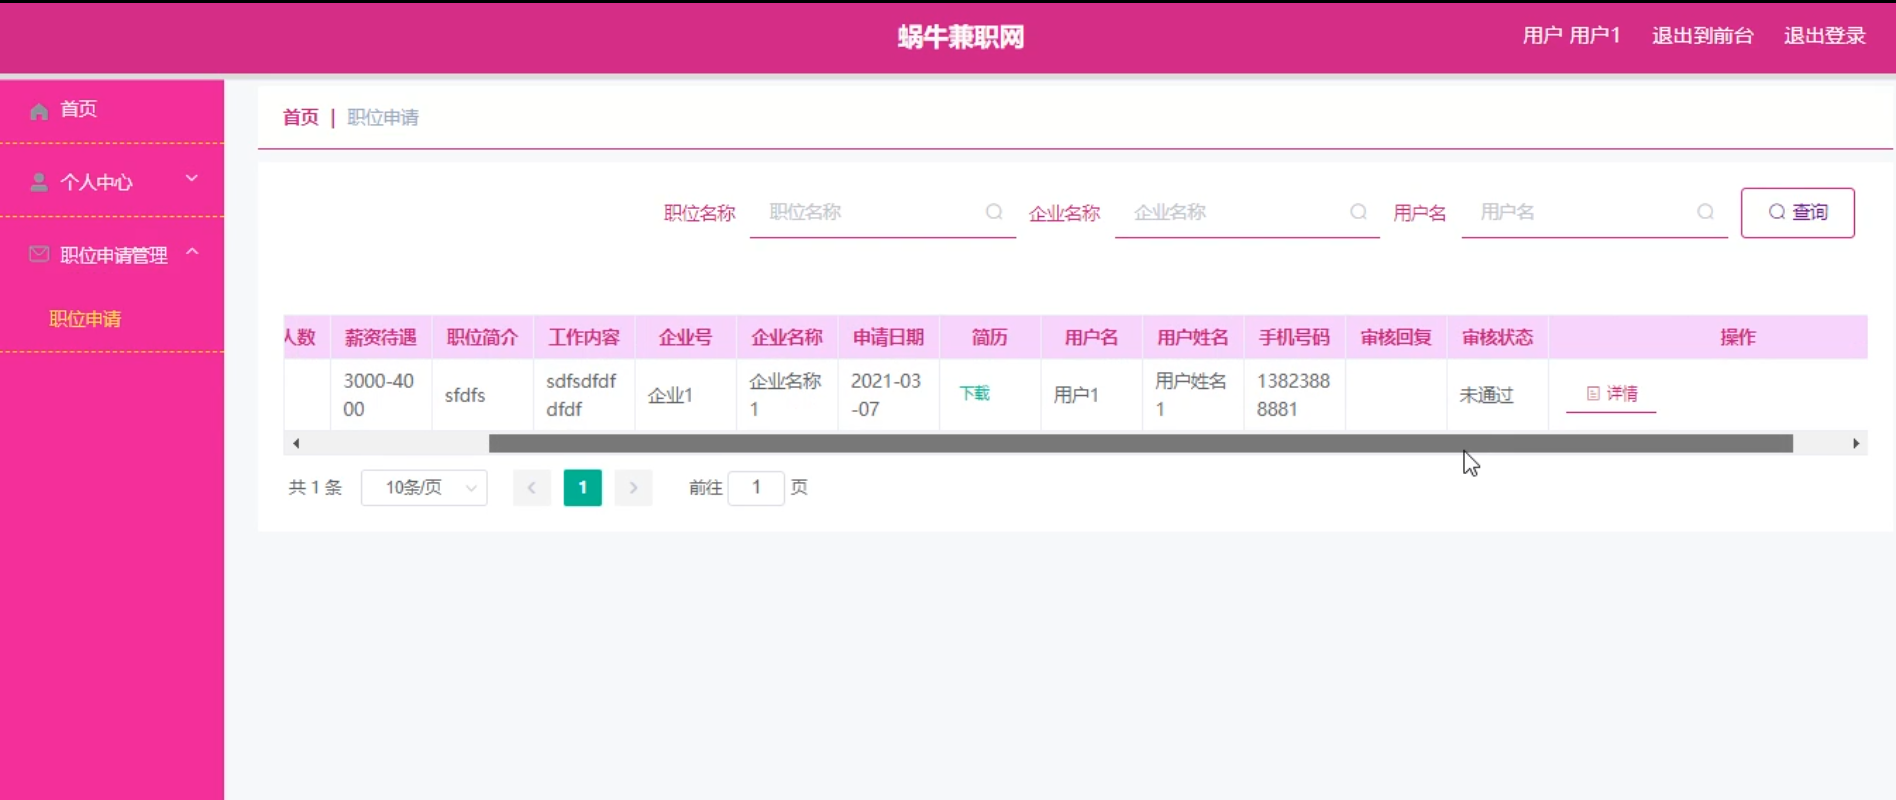 蜗牛兼职网
用户 用户1 退出到前台 退出登录
首页
个人中心
职位申请管理
职位申请
首页 | 职位申请
职位名称 职位名称 企业名称 企业名称 用户名 用户名 查询
人数 薪资待遇 职位简介 工作内容 企业号 企业名称 申请日期 简历 用户名 用户姓名 手机号码 审核回复 审核状态 操作
3000-40
00
sfdfs
sdfsdfdf
dfdf
企业1
企业名称
1
2021-03
-07
下载
用户1
用户姓名
1
1382388
8881
未通过
详情
共 1 条 10条/页 1 前往 1 页